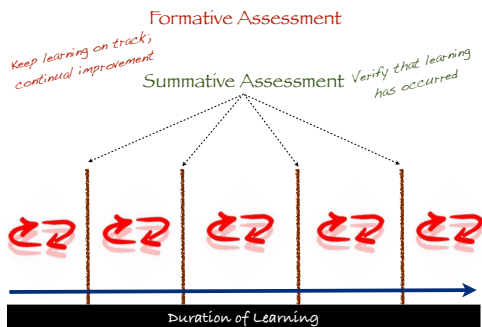 Formative Assessment
Keep learning on track;
continual improvement
Summative Assessment
Verify that learning
has occurred
Duration of Learning